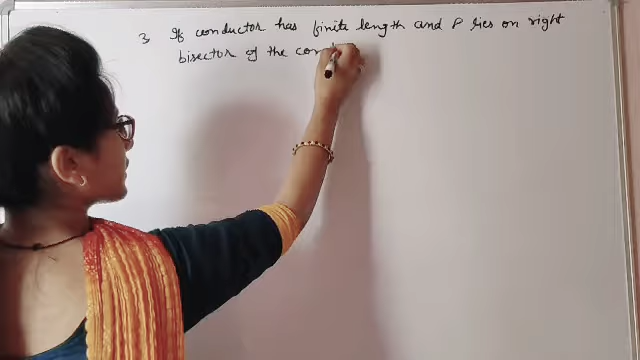 3, If conductor has finite length and P lies on right
bisector of the con